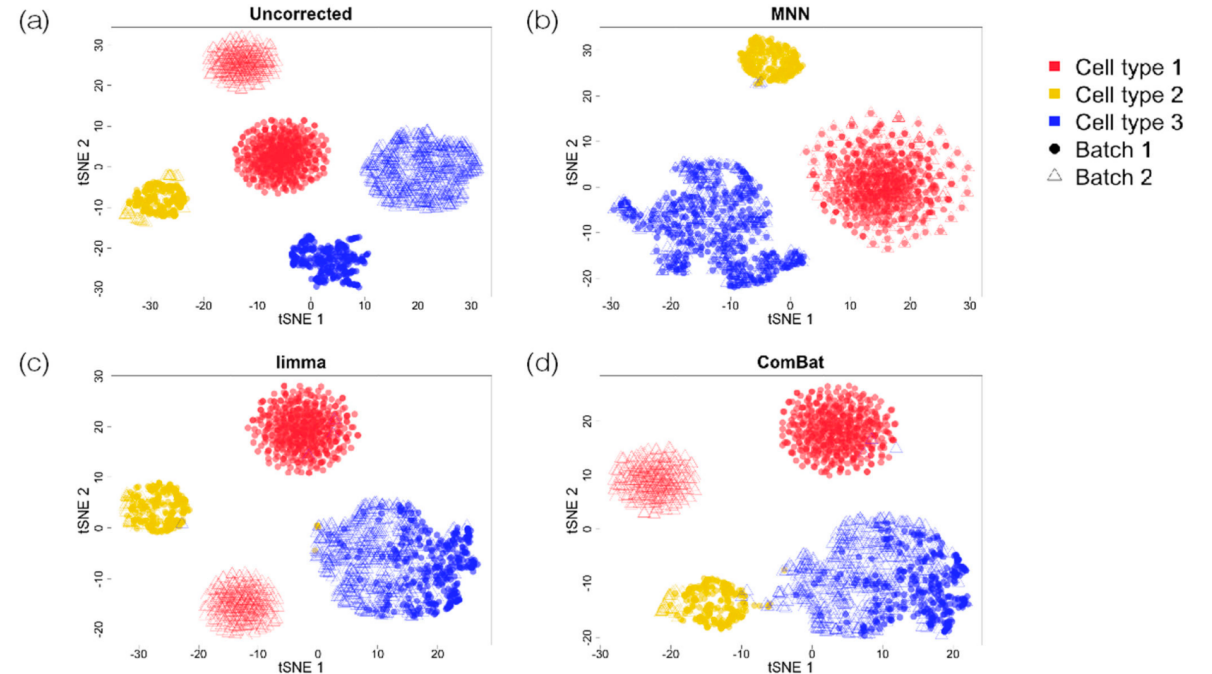 (a)
Uncorrected
tSNE 2
30
20
10
0
-10
-20
-30
-30 -20 -10 0 10 20 30
tSNE 1
(b)
MNN
tSNE 2
30
20
10
0
-10
-20
-30 -20 -10 0 10 20 30
tSNE 1
Cell type 1
Cell type 2
Cell type 3
Batch 1
Batch 2
(c)
limma
tSNE 2
30
20
10
0
-10
-20
-30 -20 -10 0 10 20
tSNE 1
(d)
ComBat
tSNE 2
20
10
0
-10
-20
-30 -20 -10 0 10 20
tSNE 1